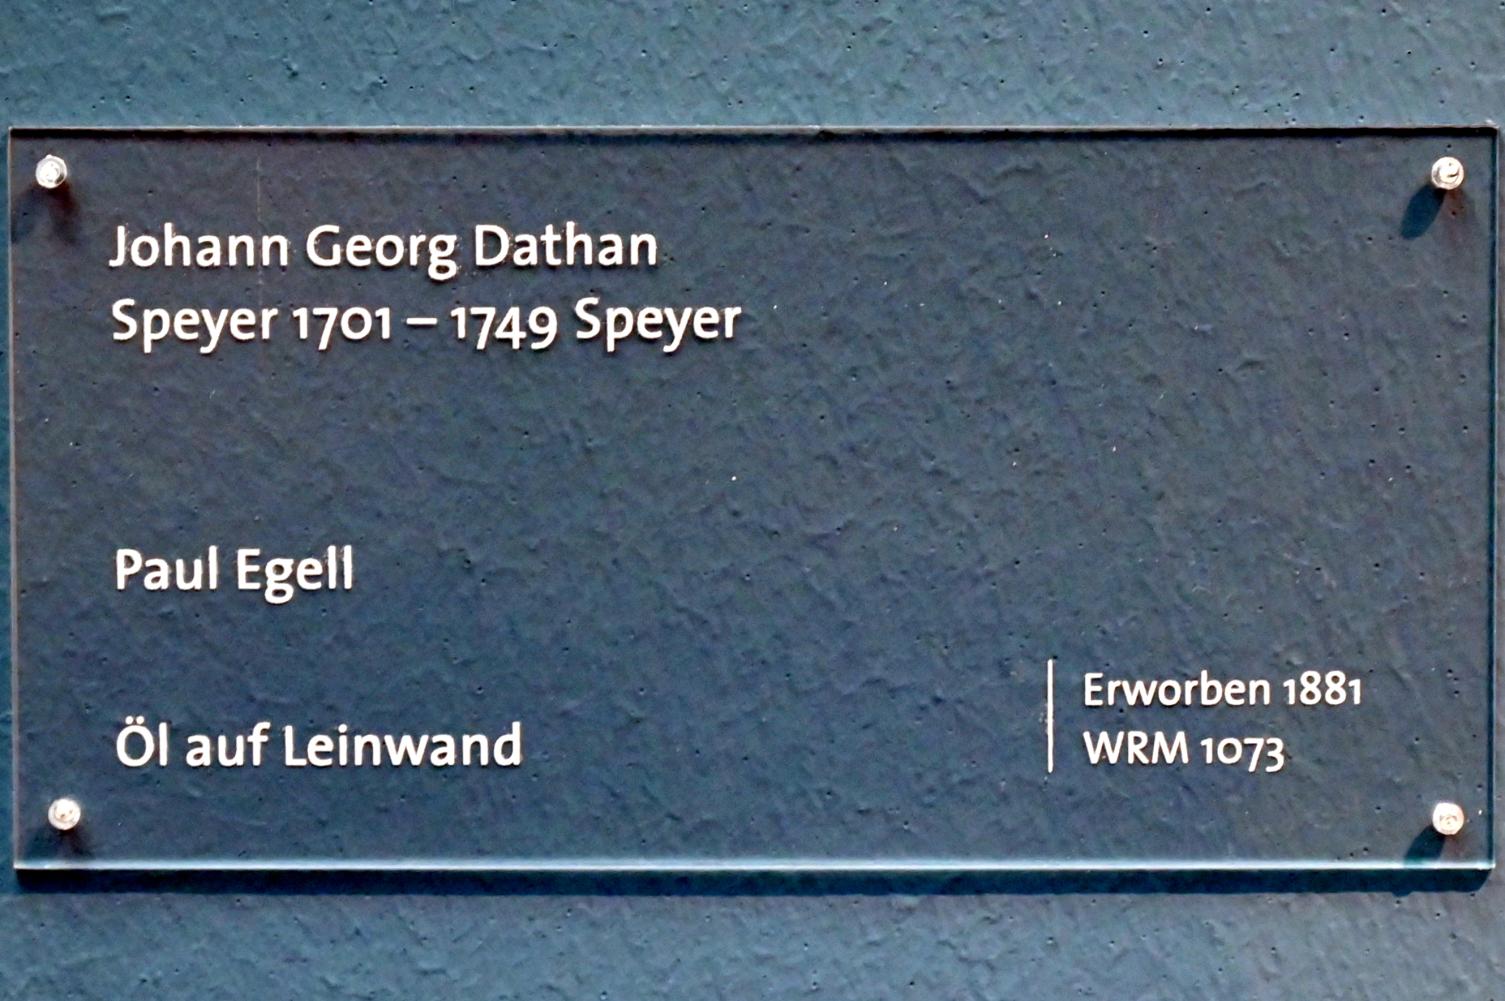 Johann Georg Dathan
Speyer 1701 – 1749 Speyer
Paul Egell
Öl auf Leinwand
Erworben 1881
WRM 1073